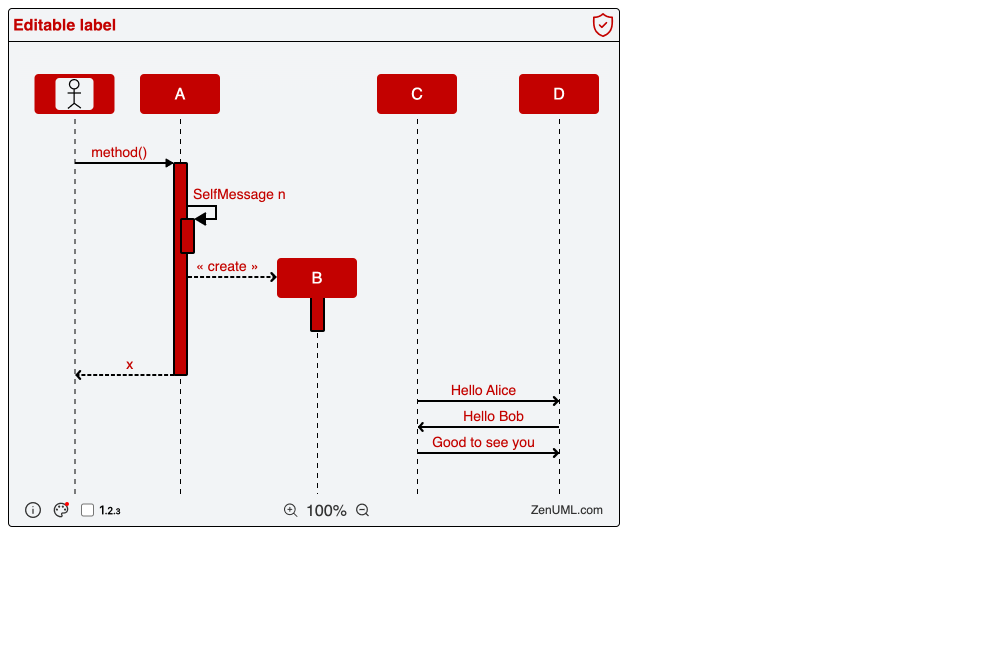 Editable label
A
C
D
method()
SelfMessage n
« create »
B
x
Hello Alice
Hello Bob
Good to see you
1.2.3
100%
ZenUML.com